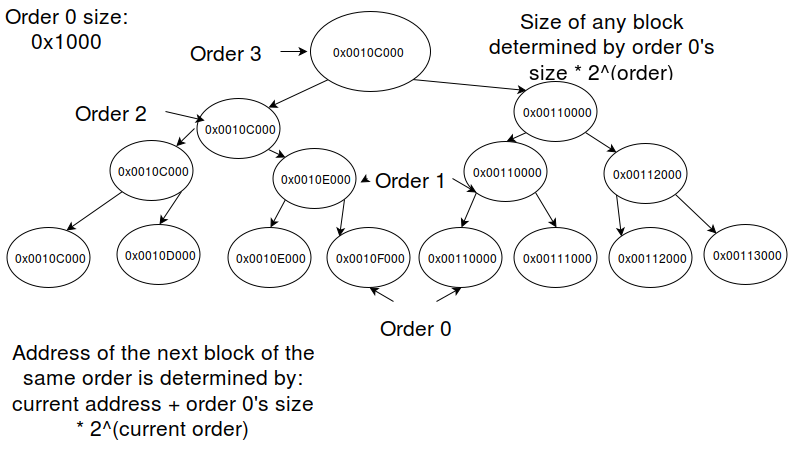 Order 0 size:
0x1000
Size of any block
determined by order 0's
size * 2^(order)
Order 3
0x0010C000
Order 2
0x0010C000
0x00110000
0x0010C000
0x0010E000
Order 1
0x00110000
0x00112000
0x0010C000
0x0010D000
0x0010E000
0x0010F000
0x00110000
0x00111000
0x00112000
0x00113000
Order 0
Address of the next block of the
same order is determined by:
current address + order 0's size
* 2^(current order)